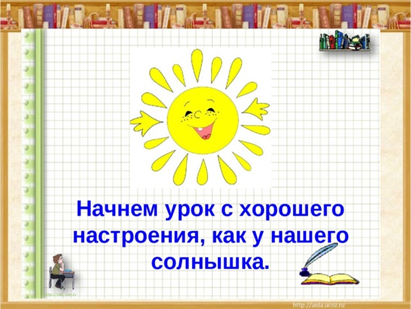 Начнем урок с хорошего
настроения, как у нашего
солнышка.